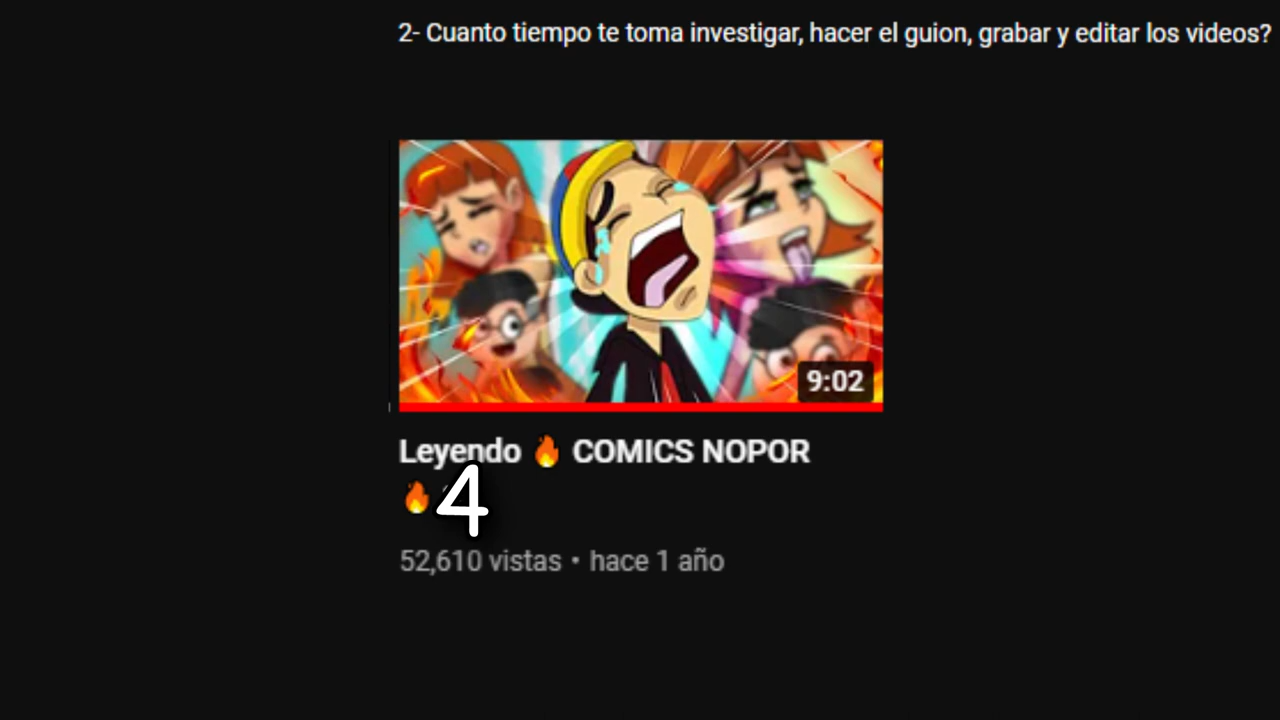 2- Cuanto tiempo te toma investigar, hacer el guion, grabar y editar los videos?
9:02
Leyendo 🔥 COMICS NOPOR
🔥 4
52,610 vistas • hace 1 año